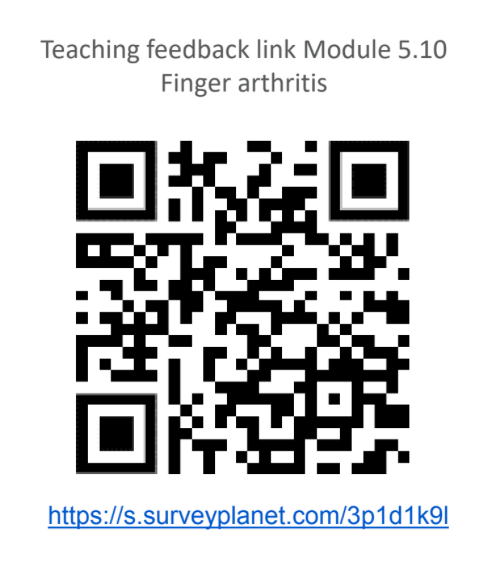 Teaching feedback link Module 5.10
Finger arthritis
https://s.surveyplanet.com/3p1d1k9l